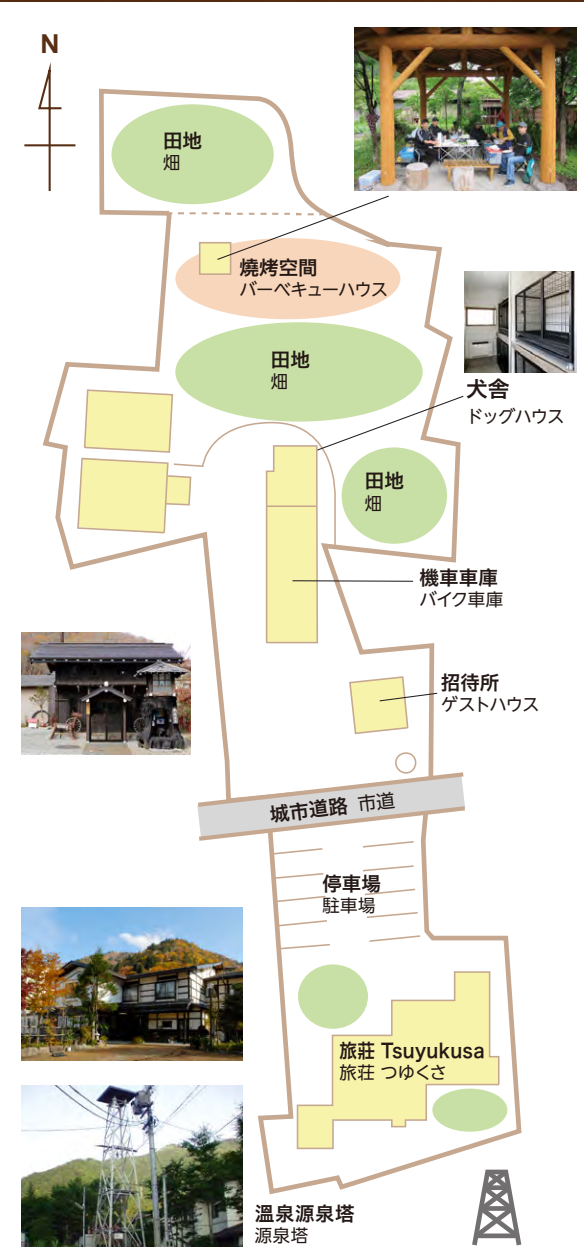 N
田地
畑
燒烤空間
バーベキューハウス
田地
畑
犬舎
ドッグハウス
田地
畑
機車車庫
バイク車庫
招待所
ゲストハウス
城市道路 市道
停車場
駐車場
旅莊 Tsuyukusa
旅荘 つゆくさ
溫泉源泉塔
源泉塔